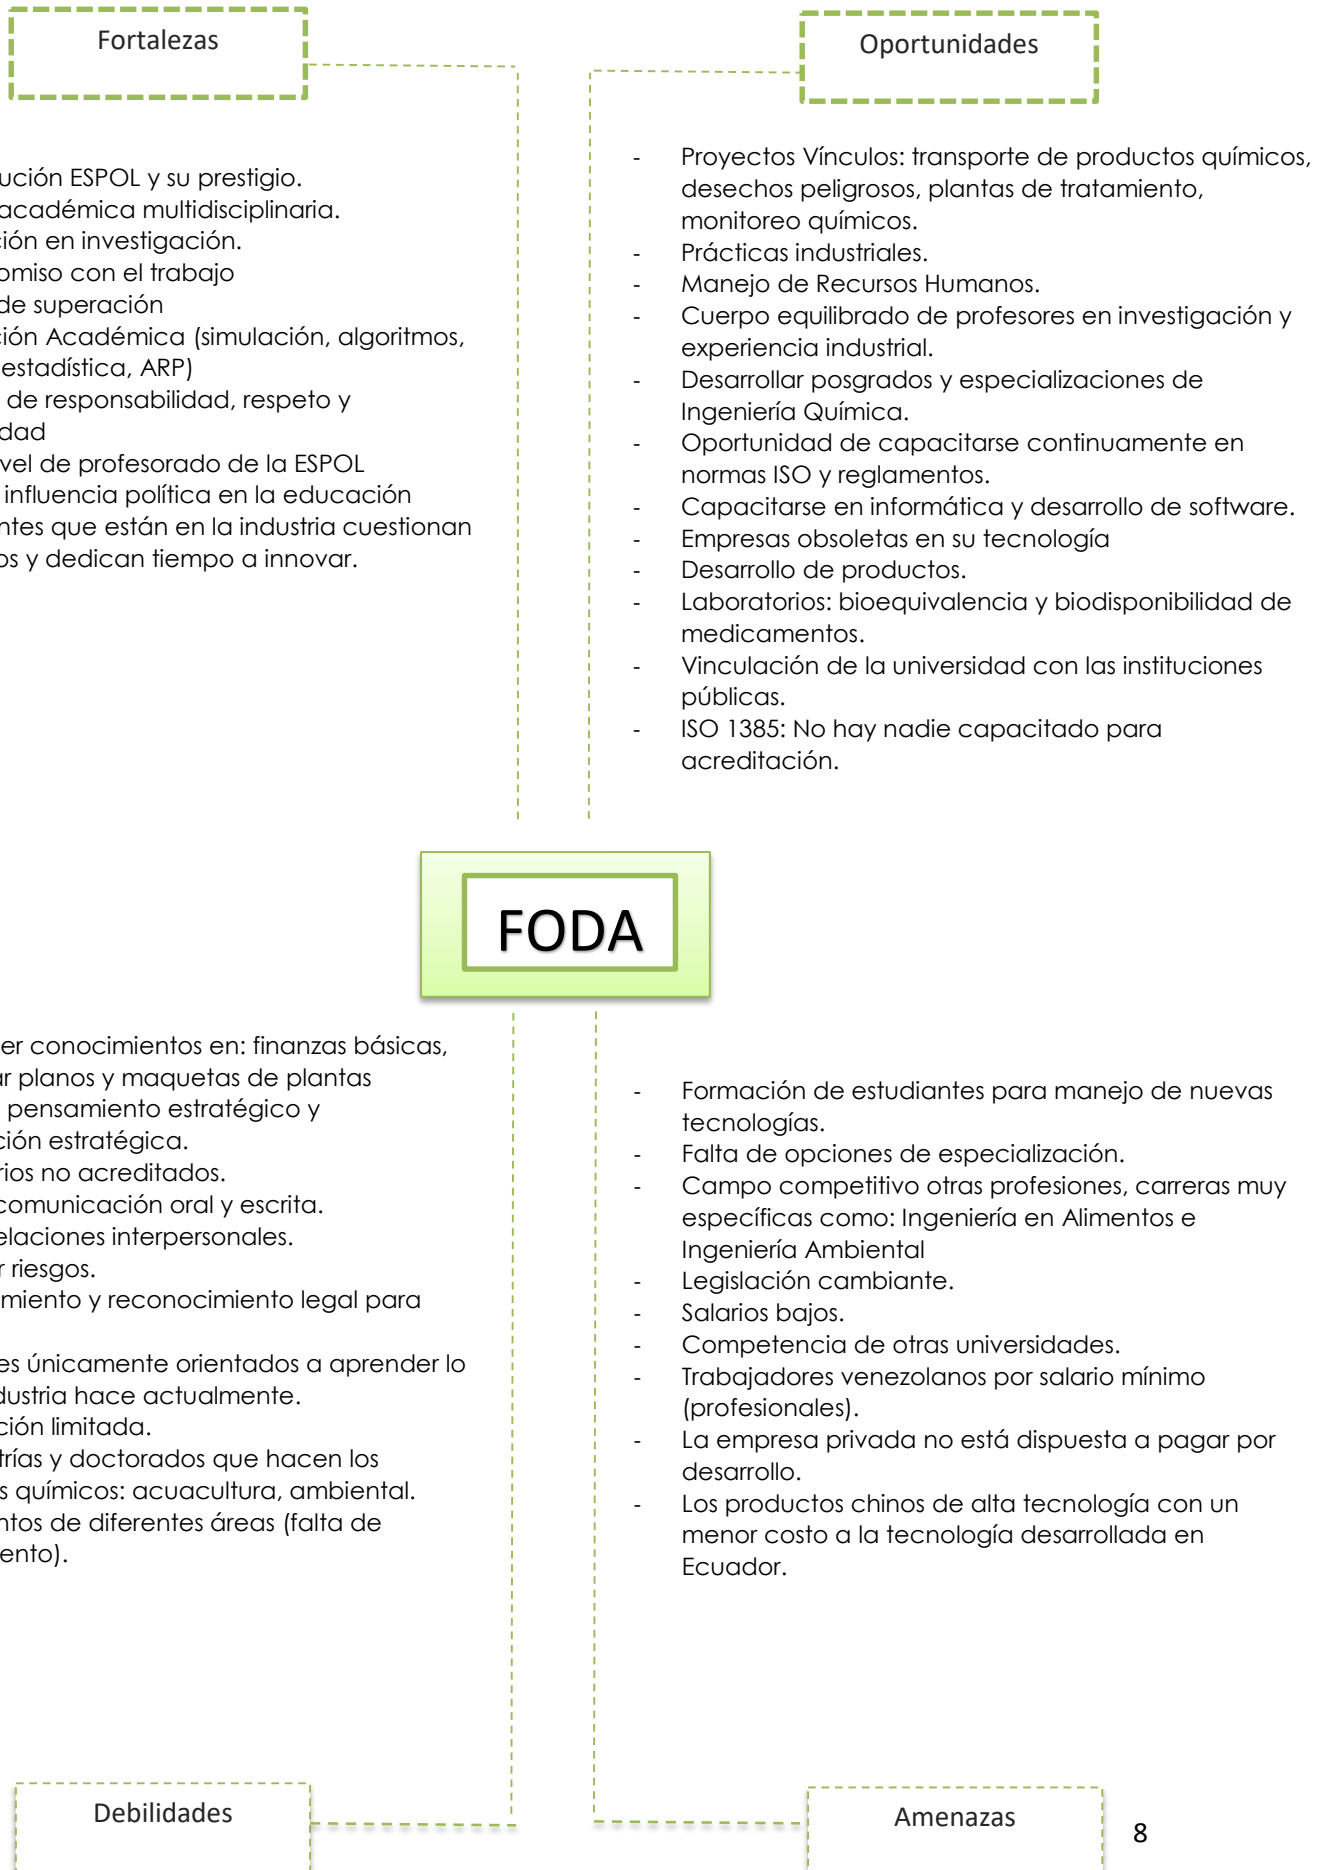 Fortalezas
ución ESPOL y su prestigio.
académica multidisciplinaria.
ción en investigación.
omiso con el trabajo
de superación
ción Académica (simulación, algoritmos,
estadística, ARP)
de responsabilidad, respeto y
dad
vel de profesorado de la ESPOL
influencia política en la educación
ntes que están en la industria cuestionan
os y dedican tiempo a innovar.
Oportunidades
- Proyectos Vínculos: transporte de productos químicos,
desechos peligrosos, plantas de tratamiento,
monitoreo químicos.
- Prácticas industriales.
- Manejo de Recursos Humanos.
- Cuerpo equilibrado de profesores en investigación y
experiencia industrial.
- Desarrollar posgrados y especializaciones de
Ingeniería Química.
- Oportunidad de capacitarse continuamente en
normas ISO y reglamentos.
- Capacitarse en informática y desarrollo de software.
- Empresas obsoletas en su tecnología
- Desarrollo de productos.
- Laboratorios: bioequivalencia y biodisponibilidad de
medicamentos.
- Vinculación de la universidad con las instituciones
públicas.
- ISO 1385: No hay nadie capacitado para
acreditación.
FODA
er conocimientos en: finanzas básicas,
ar planos y maquetas de plantas
pensamiento estratégico y
ción estratégica.
rios no acreditados.
comunicación oral y escrita.
elaciones interpersonales.
r riesgos.
miento y reconocimiento legal para
es únicamente orientados a aprender lo
dustria hace actualmente.
ción limitada.
trías y doctorados que hacen los
s químicos: acuacultura, ambiental.
ntos de diferentes áreas (falta de
ento).
- Formación de estudiantes para manejo de nuevas
tecnologías.
- Falta de opciones de especialización.
- Campo competitivo otras profesiones, carreras muy
específicas como: Ingeniería en Alimentos e
Ingeniería Ambiental
- Legislación cambiante.
- Salarios bajos.
- Competencia de otras universidades.
- Trabajadores venezolanos por salario mínimo
(profesionales).
- La empresa privada no está dispuesta a pagar por
desarrollo.
- Los productos chinos de alta tecnología con un
menor costo a la tecnología desarrollada en
Ecuador.
Debilidades
Amenazas
8